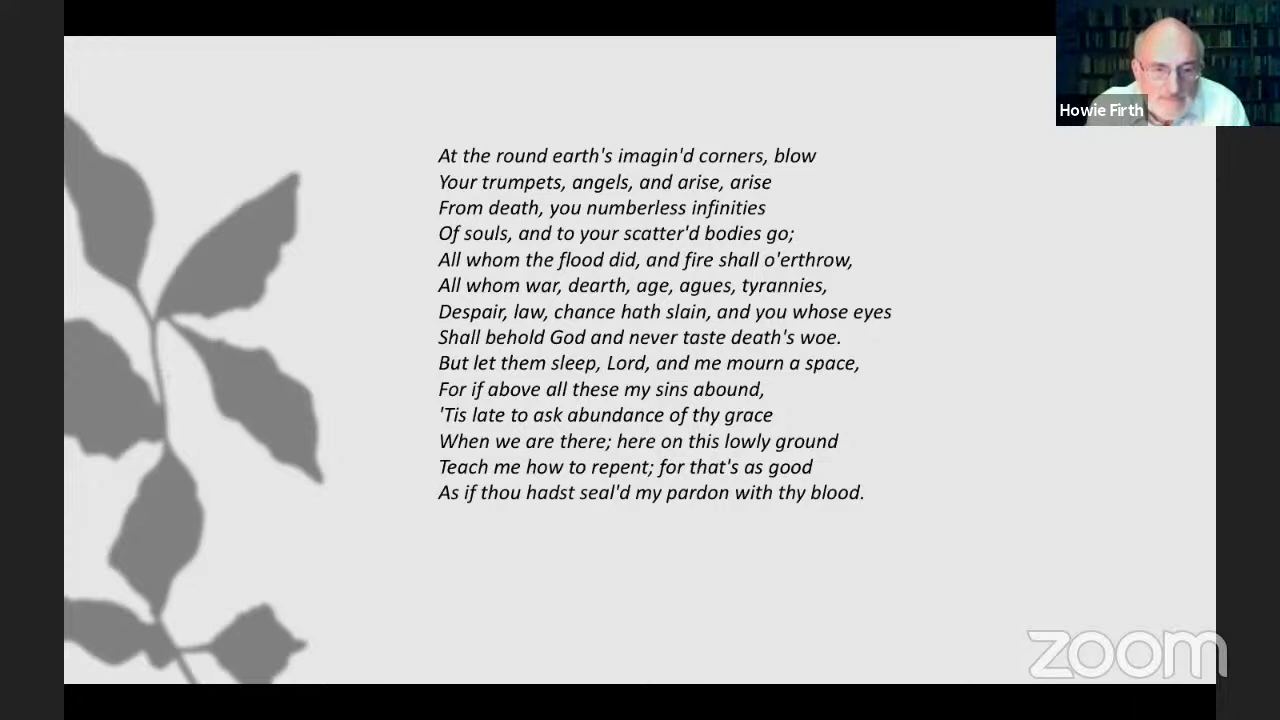 Howie Firth
At the round earth's imagin'd corners, blow
Your trumpets, angels, and arise, arise
From death, you numberless infinities
Of souls, and to your scatter'd bodies go;
All whom the flood did, and fire shall o'erthrow,
All whom war, dearth, age, agues, tyrannies,
Despair, law, chance hath slain, and you whose eyes
Shall behold God and never taste death's woe.
But let them sleep, Lord, and me mourn a space,
For if above all these my sins abound,
'Tis late to ask abundance of thy grace
When we are there; here on this lowly ground
Teach me how to repent; for that's as good
As if thou hadst seal'd my pardon with thy blood.
zoom